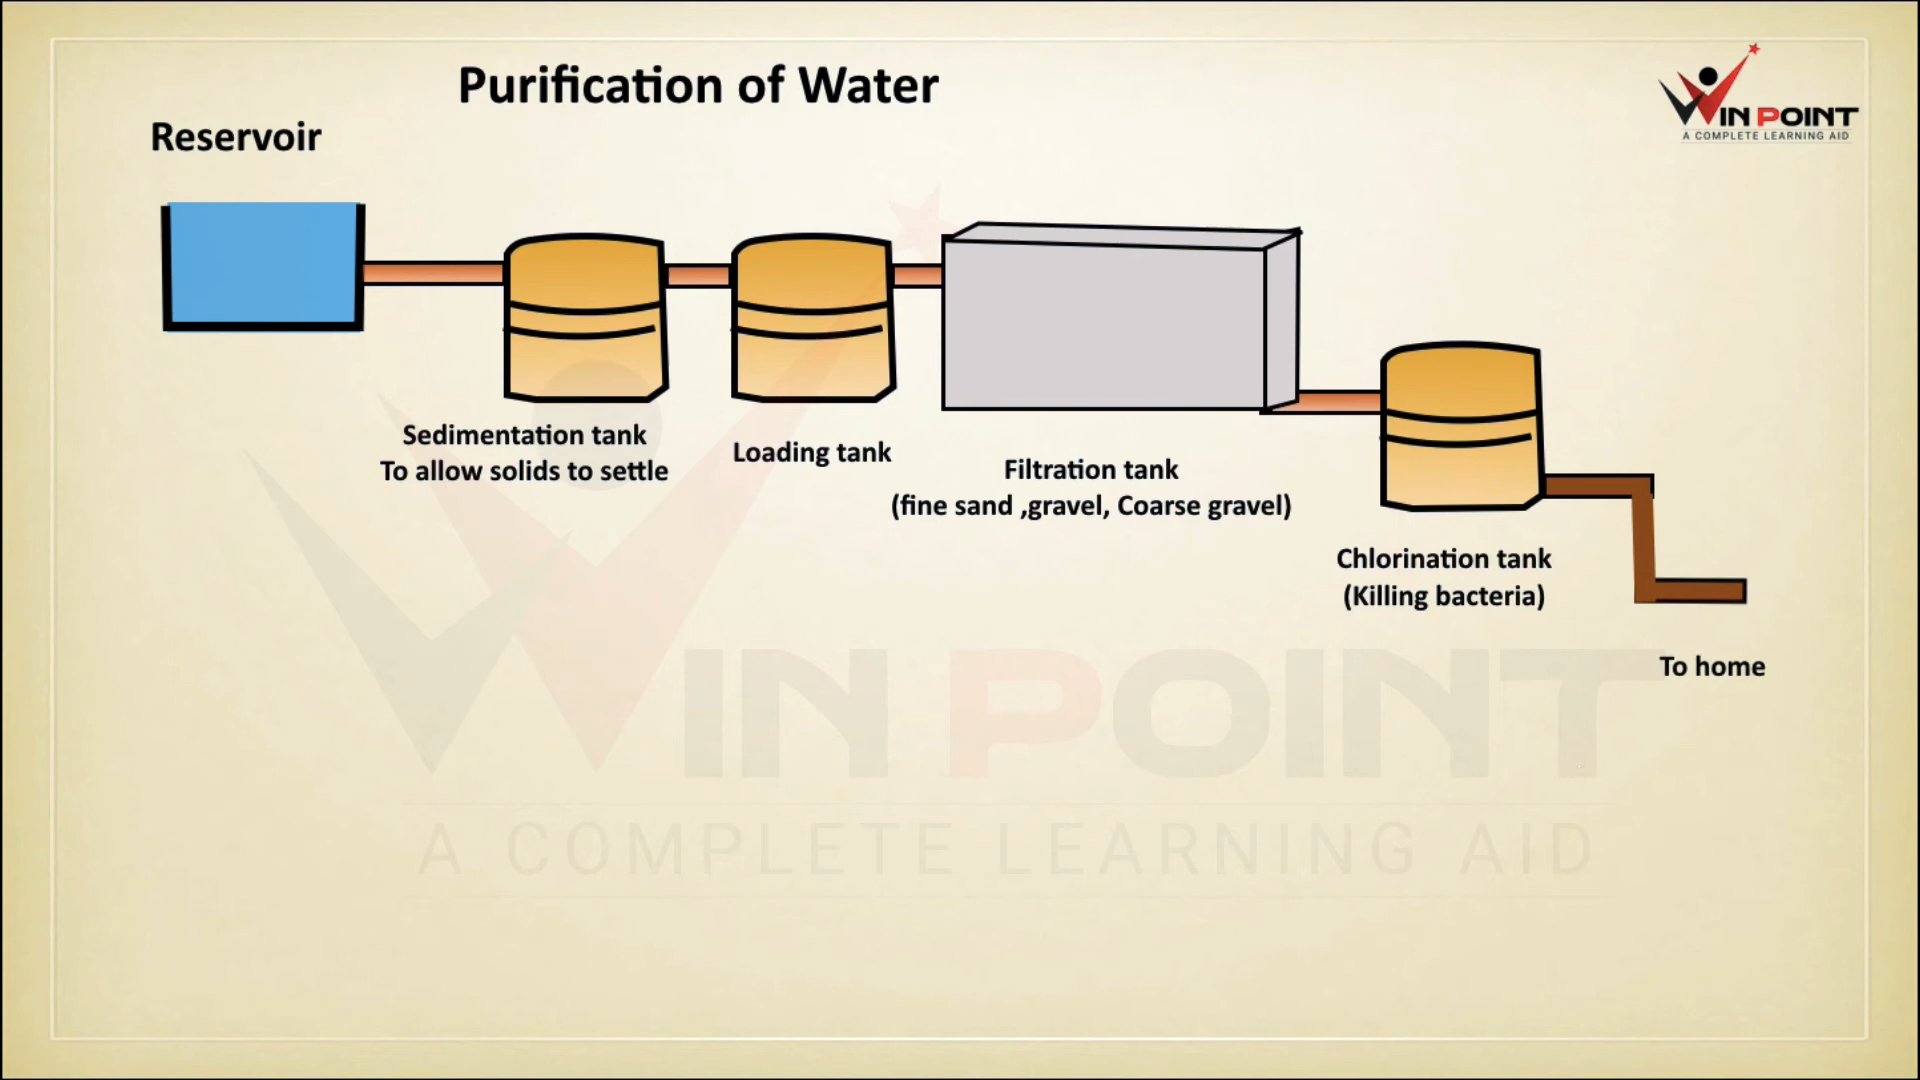 Purification of Water
Reservoir
WIN POINT
A COMPLETE LEARNING AID
Sedimentation tank
To allow solids to settle
Loading tank
Filtration tank
(fine sand ,gravel, Coarse gravel)
Chlorination tank
(Killing bacteria)
To home
WIN POINT
A COMPLETE LEARNING AID